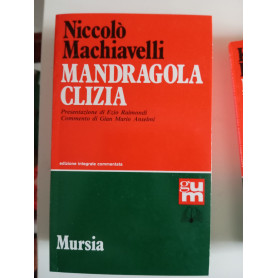 Niccolò
Machiavelli
MANDRAGOLA
CLIZIA
Presentazione di Ezio Raimondi
Commento di Gian Mario Anselmi
edizione integrale commentata
gum
Mursia